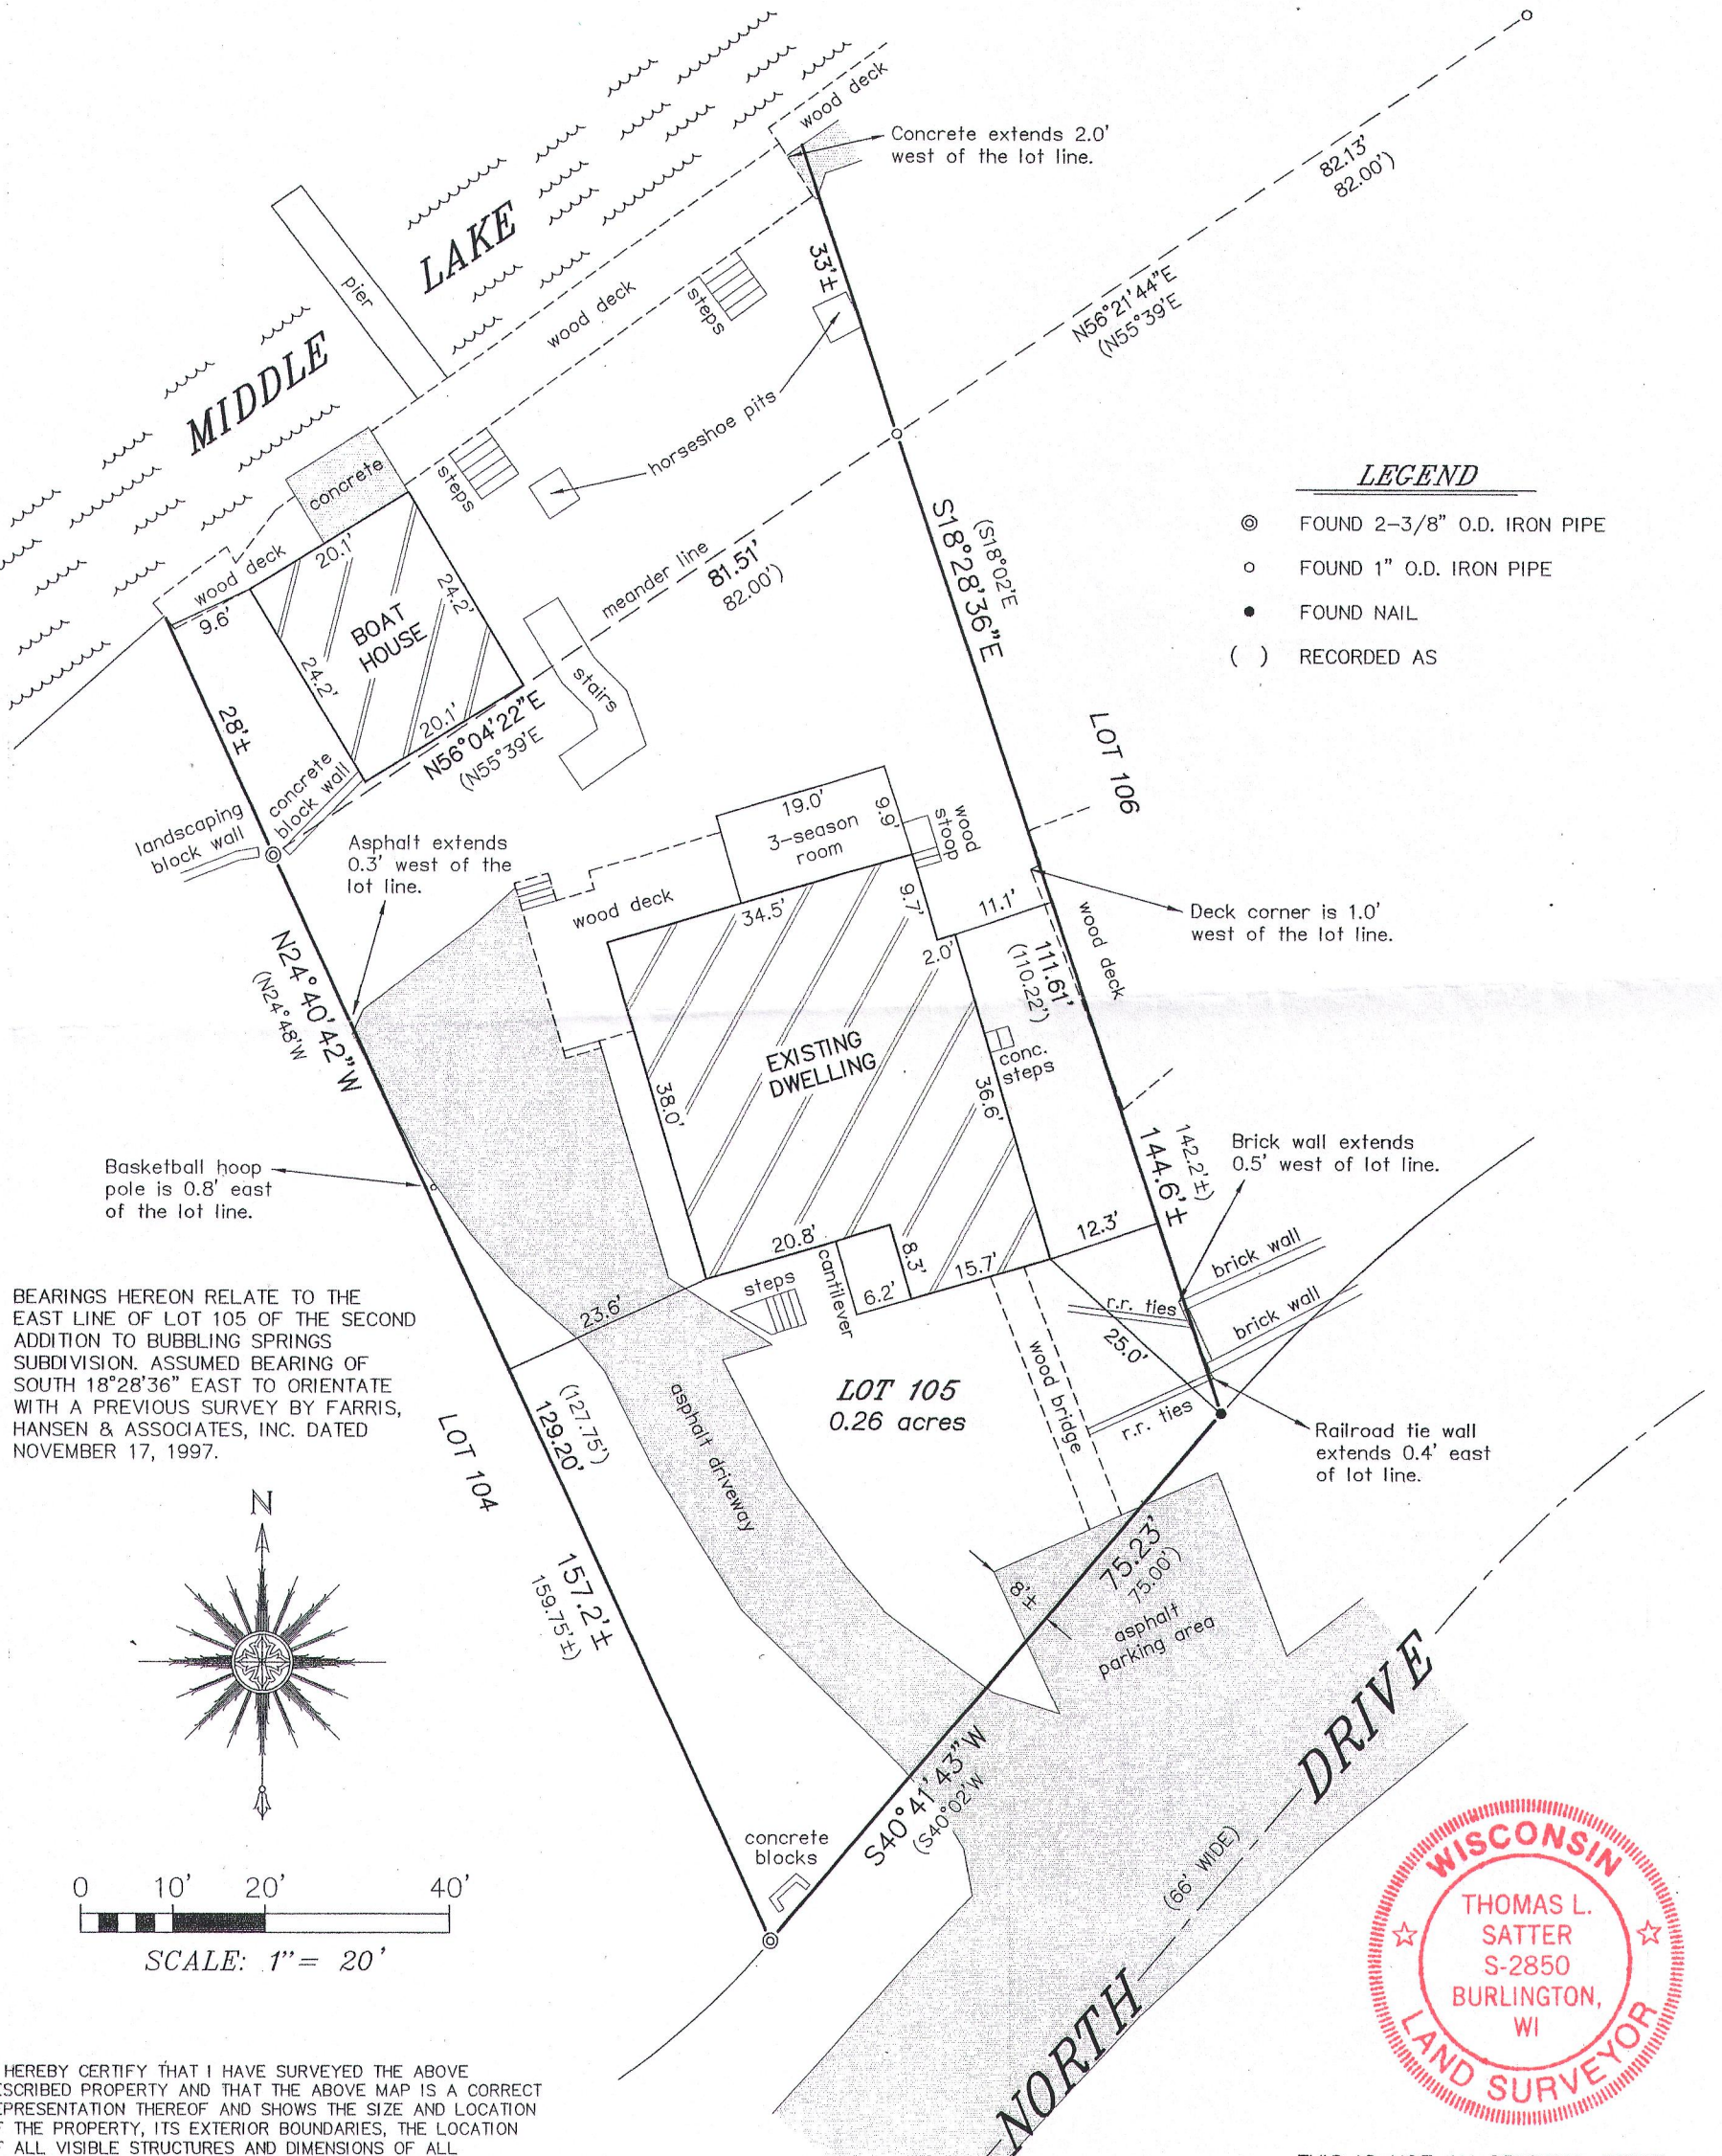 wood deck
Concrete extends 2.0'
west of the lot line.
82.13'
82.00')
LAKE
MIDDLE
pier
33'±
steps
wood deck
N56°21'44"E
(N55°39'E
horseshoe pits
concrete
steps
LEGEND
FOUND 2-3/8" O.D. IRON PIPE
FOUND 1" O.D. IRON PIPE
FOUND NAIL
( ) RECORDED AS
wood deck
20.1'
9.6'
BOAT
HOUSE
24.2'
24.2'
20.1'
meander line
81.51'
82.00')
(S18°02'E
S18°28'36"E
stairs
N56°04'22"E
(N55°39'E
28'±
concrete
block wall
landscaping
block wall
LOT 106
Asphalt extends
0.3' west of the
lot line.
19.0'
3-season
room
9.9'
wood
stoop
wood deck
34.5'
9.7'
11.1'
2.0'
wood deck
Deck corner is 1.0'
west of the lot line.
111.61'
(110.22')
N24°40'42"W
(N24°48'W
EXISTING
DWELLING
conc.
steps
38.0'
36.6'
142.2'±)
144.6'±
Brick wall extends
0.5' west of lot line.
Basketball hoop
pole is 0.8' east
of the lot line.
12.3'
20.8'
cantilever
8.3'
15.7'
6.2'
steps
23.6'
brick wall
brick wall
r.r. ties
25.0'
r.r. ties
wood bridge
BEARINGS HEREON RELATE TO THE
EAST LINE OF LOT 105 OF THE SECOND
ADDITION TO BUBBLING SPRINGS
SUBDIVISION. ASSUMED BEARING OF
SOUTH 18°28'36" EAST TO ORIENTATE
WITH A PREVIOUS SURVEY BY FARRIS,
HANSEN & ASSOCIATES, INC. DATED
NOVEMBER 17, 1997.
LOT 105
0.26 acres
(127.75')
129.20'
asphalt driveway
LOT 104
Railroad tie wall
extends 0.4' east
of lot line.
N
157.2'±
159.75'±)
75.23'
75.00')
8'±
asphalt
parking area
S40°41'43"W
(S40°02'W
concrete
blocks
DRIVE
(66' WIDE)
NORTH
0 10' 20' 40'
SCALE: 1"= 20'
WISCONSIN
THOMAS L.
SATTER
S-2850
BURLINGTON,
WI
LAND SURVEYOR
HEREBY CERTIFY THAT I HAVE SURVEYED THE ABOVE
ESCRIBED PROPERTY AND THAT THE ABOVE MAP IS A CORRECT
EPRESENTATION THEREOF AND SHOWS THE SIZE AND LOCATION
THE PROPERTY, ITS EXTERIOR BOUNDARIES, THE LOCATION
ALL VISIBLE STRUCTURES AND DIMENSIONS OF ALL